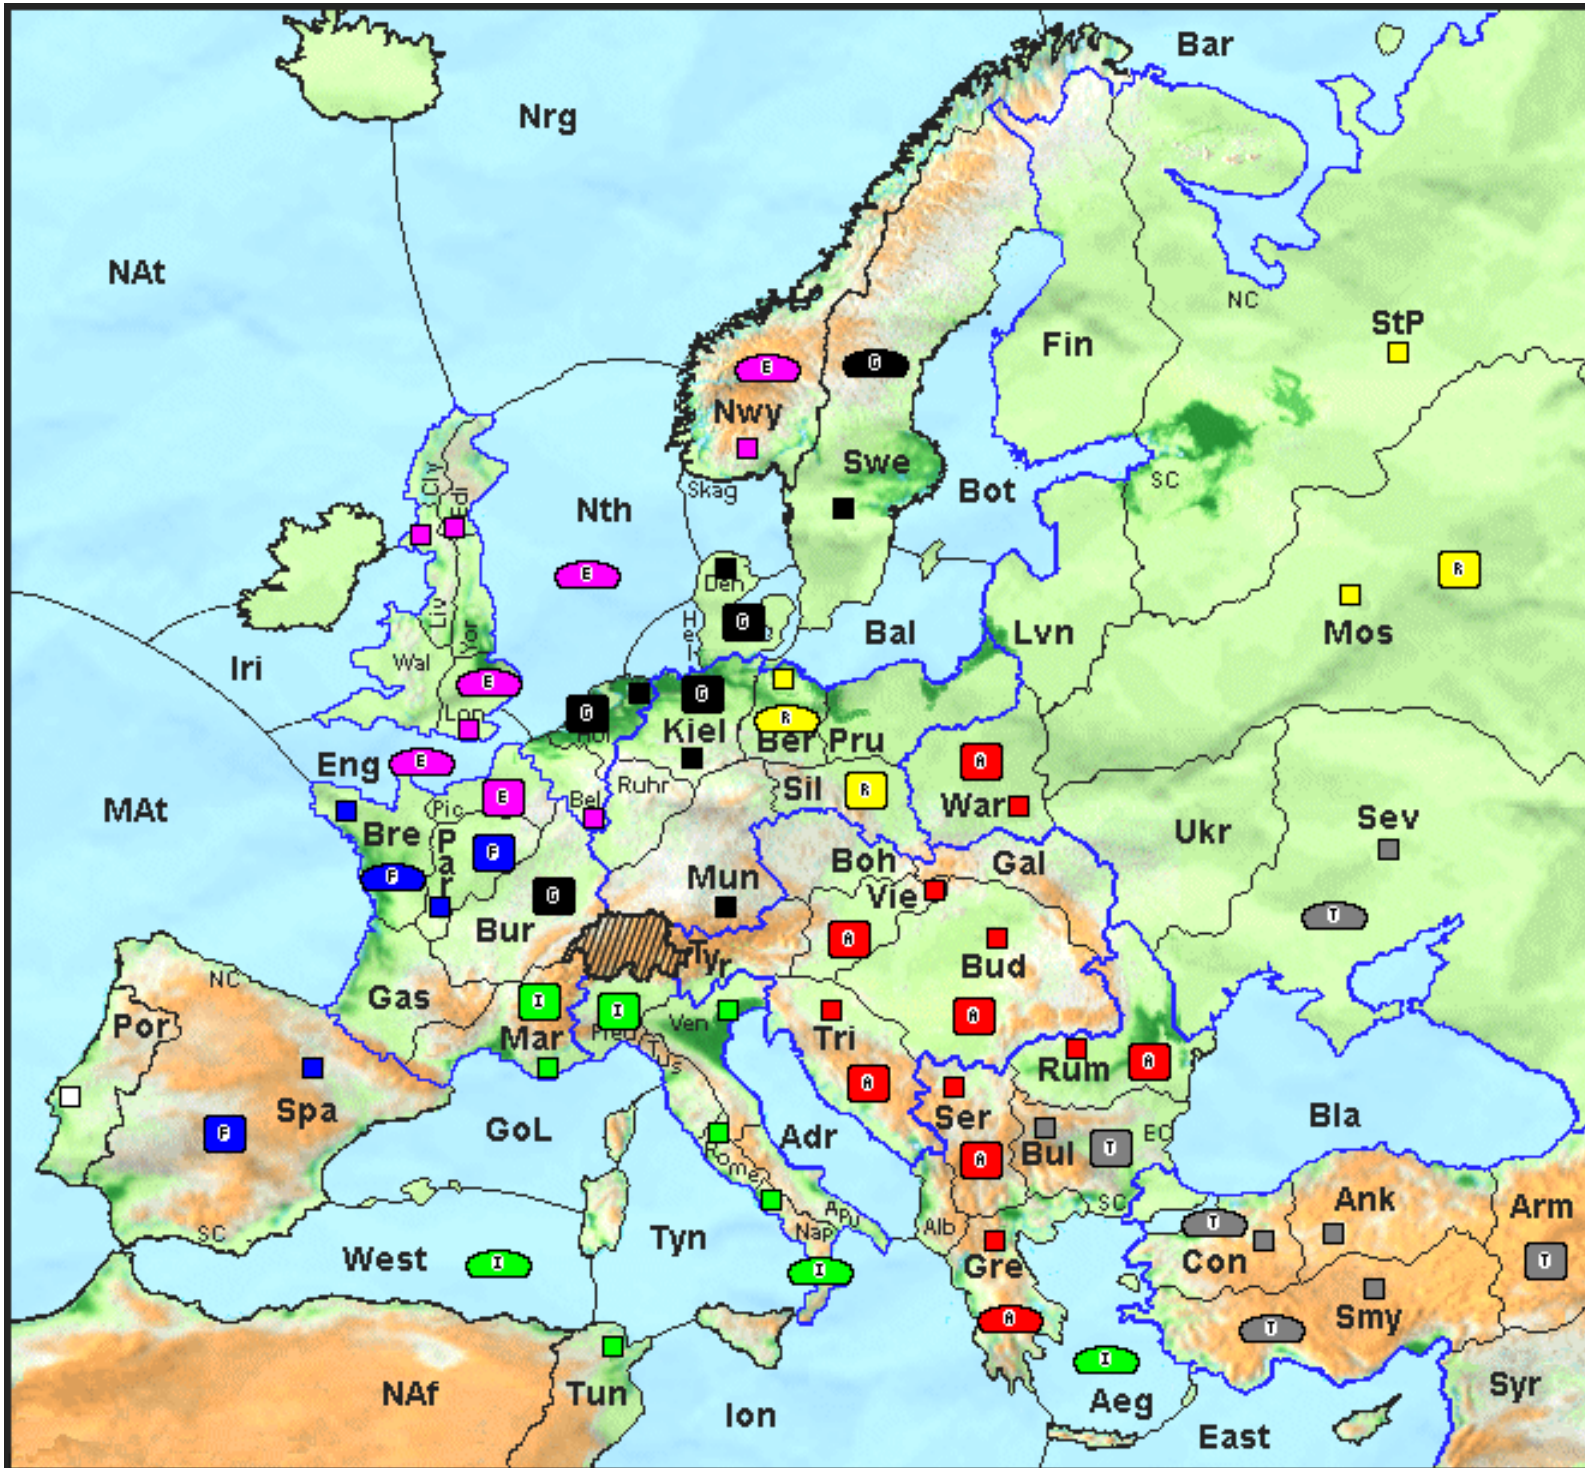 Bar
Nrg
NAt
NC
StP
Fin
E
G
Nwy
Swe
SC
Skag
Bot
Cly
Edi
Nth
E
R
Den
G
Mos
Liv
Yor
Hel
Bal
Lvn
Iri
Wal
E
Lon
G
Hol
G
Kiel
R
Ber
Pru
Eng
E
A
E
Ruhr
Sil
R
War
Pic
Bel
MAt
Bre
Par
F
Ukr
Sev
F
Boh
Gal
Mun
Vie
G
Bur
T
A
Tyr
Bud
NC
Gas
I
I
Por
Mar
Pied
Ven
Tus
Tri
A
Rum
A
A
Spa
F
GoL
Adr
Ser
A
Bul
T
EC
Bla
Rome
Apu
Nap
Alb
SC
SC
Ank
Arm
T
West
I
Tyn
I
Gre
Con
T
Smy
T
A
I
NAf
Tun
Ion
Aeg
East
Syr